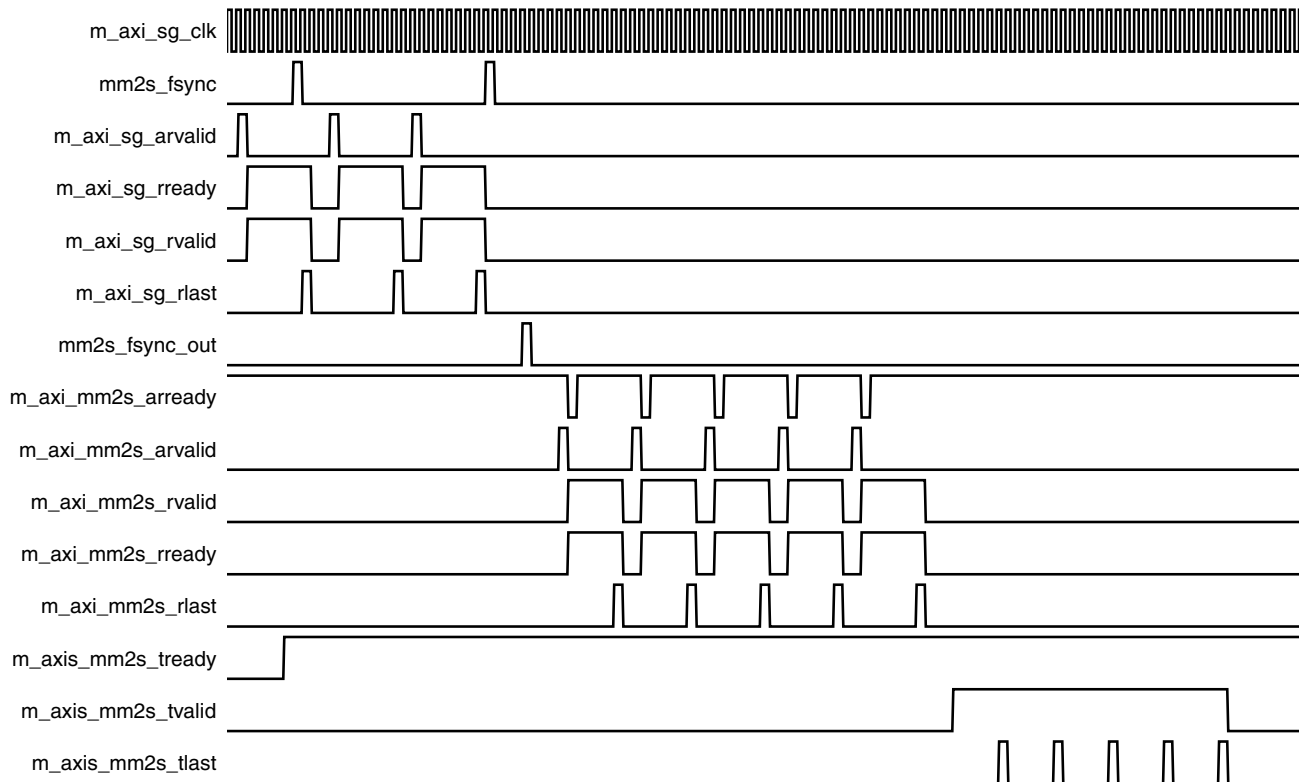 m_axi_sg_clk
mm2s_fsync
m_axi_sg_arvalid
m_axi_sg_rready
m_axi_sg_rvalid
m_axi_sg_rlast
mm2s_fsync_out
m_axi_mm2s_arready
m_axi_mm2s_arvalid
m_axi_mm2s_rvalid
m_axi_mm2s_rready
m_axi_mm2s_rlast
m_axis_mm2s_tready
m_axis_mm2s_tvalid
m_axis_mm2s_tlast